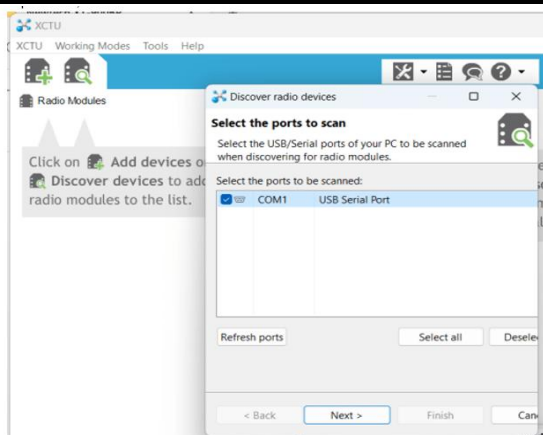 XCTU
XCTU Working Modes Tools Help
Radio Modules
Discover radio devices
Select the ports to scan
Select the USB/Serial ports of your PC to be scanned
when discovering for radio modules.
Click on Add devices o
Discover devices to add
radio modules to the list.
Select the ports to be scanned:
COM1 USB Serial Port
Refresh ports Select all Desele
< Back Next > Finish Can